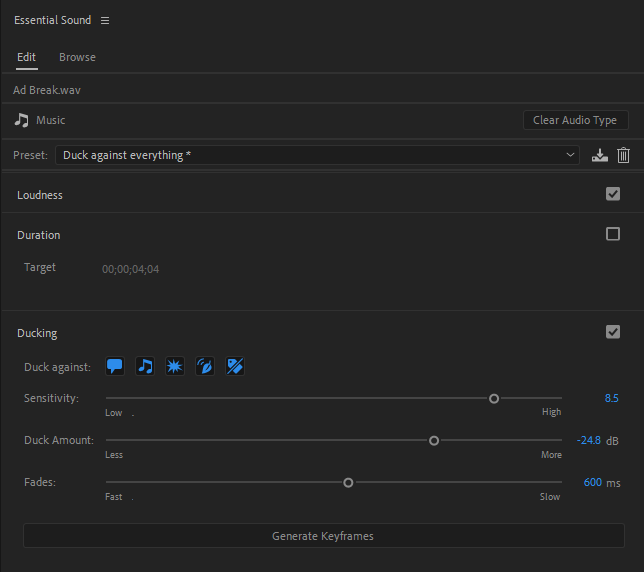 Essential Sound
Edit Browse
Ad Break.wav
Music Clear Audio Type
Preset: Duck against everything *
Loudness
Duration
Target 00;00;04;04
Ducking
Duck against:
Sensitivity: 8.5
Low . High
Duck Amount: -24.8 dB
Less More
Fades: 600 ms
Fast . Slow
Generate Keyframes